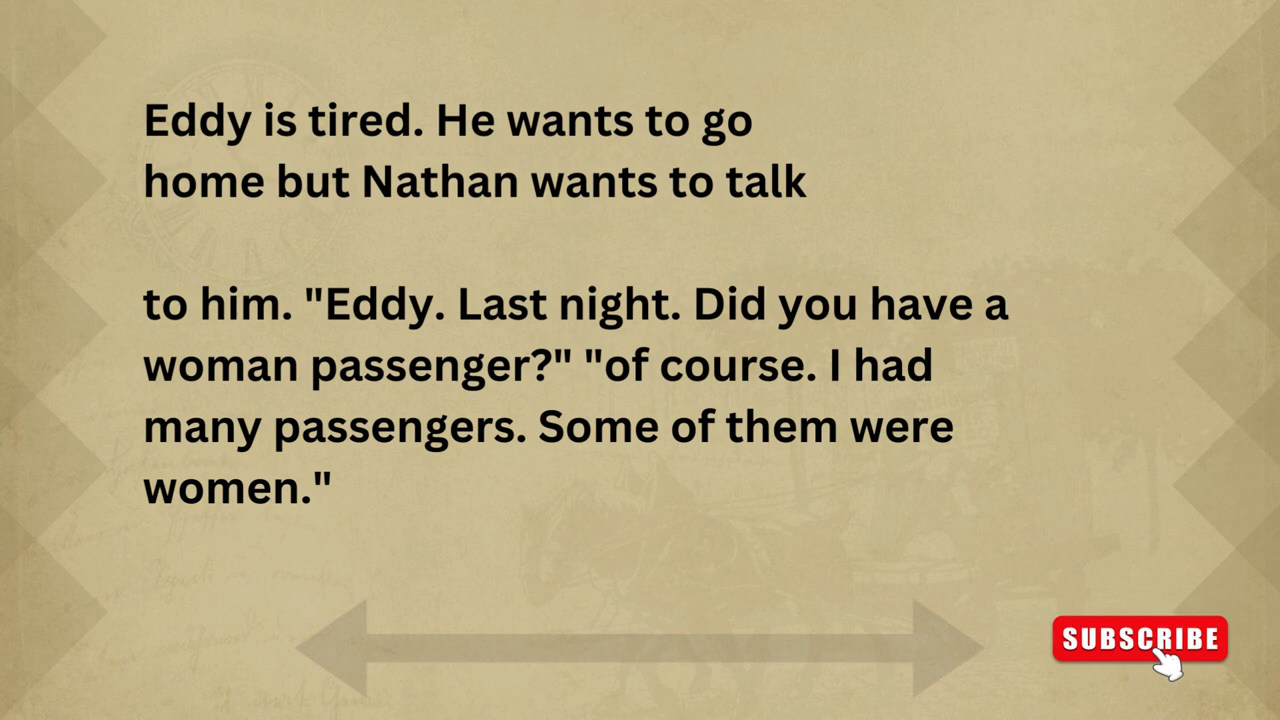 Eddy is tired. He wants to go
home but Nathan wants to talk
to him. "Eddy. Last night. Did you have a
woman passenger?" "of course. I had
many passengers. Some of them were
women."
SUBSCRIBE